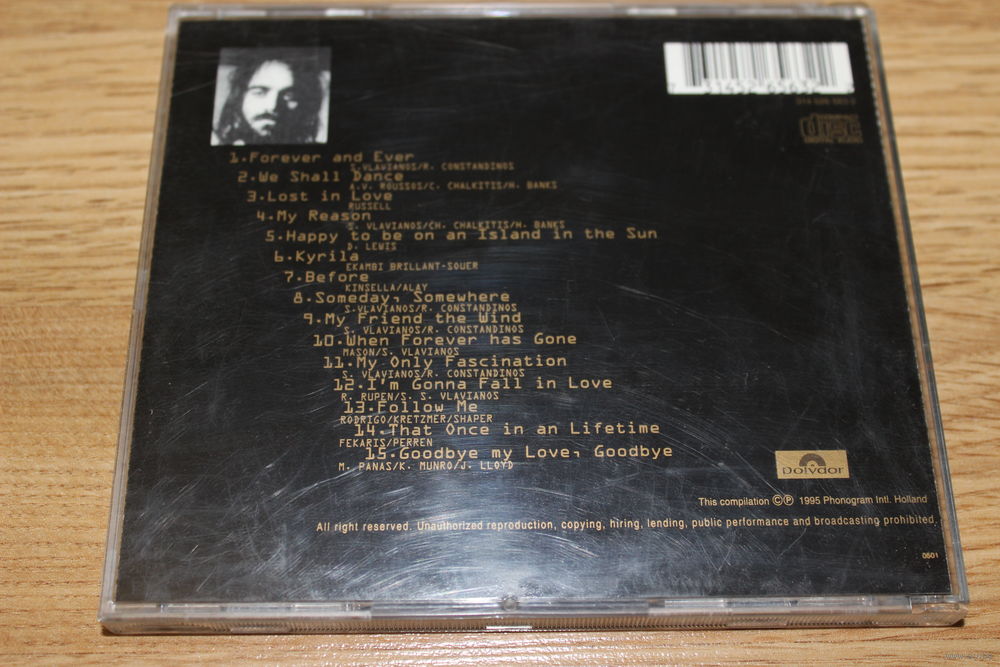 1.Forever and Ever
S.VLAVIANOS/R. CONSTANDINOS
2.We Shall Dance
A.V. ROUSSOS/C. CHALKITIS/H. BANKS
3.Lost in Love
RUSSELL
4.My Reason
S. VLAVIANOS/CH. CHALKITIS/H. BANKS
5.Happy to be on an Island in the Sun
D. LEWIS
6.Kyrila
EKAMBI BRILLANT-SOUER
7.Before
KINSELLA/ALAY
8.Someday, Somewhere
S.VLAVIANOS/R. CONSTANDINOS
9.My Friend the Wind
S. VLAVIANOS/R. CONSTANDINOS
10.When Forever has Gone
MASON/S. VLAVIANOS
11.My Only Fascination
S. VLAVIANOS/R. CONSTANDINOS
12.I'm Gonna Fall in Love
R. RUPEN/S. S. VLAVIANOS
13.Follow Me
RODRIGO/KRETZMER/SHAPER
14.That Once in an Lifetime
FEKARIS/PERREN
15.Goodbye my Love, Goodbye
M. PANAS/K. MUNRO/J. LLOYD
disc
DIGITAL AUDIO
polydor
This compilation ©℗ 1995 Phonogram Intl. Holland
All right reserved. Unauthorized reproduction, copying, hiring, lending, public performance and broadcasting prohibited.
0501